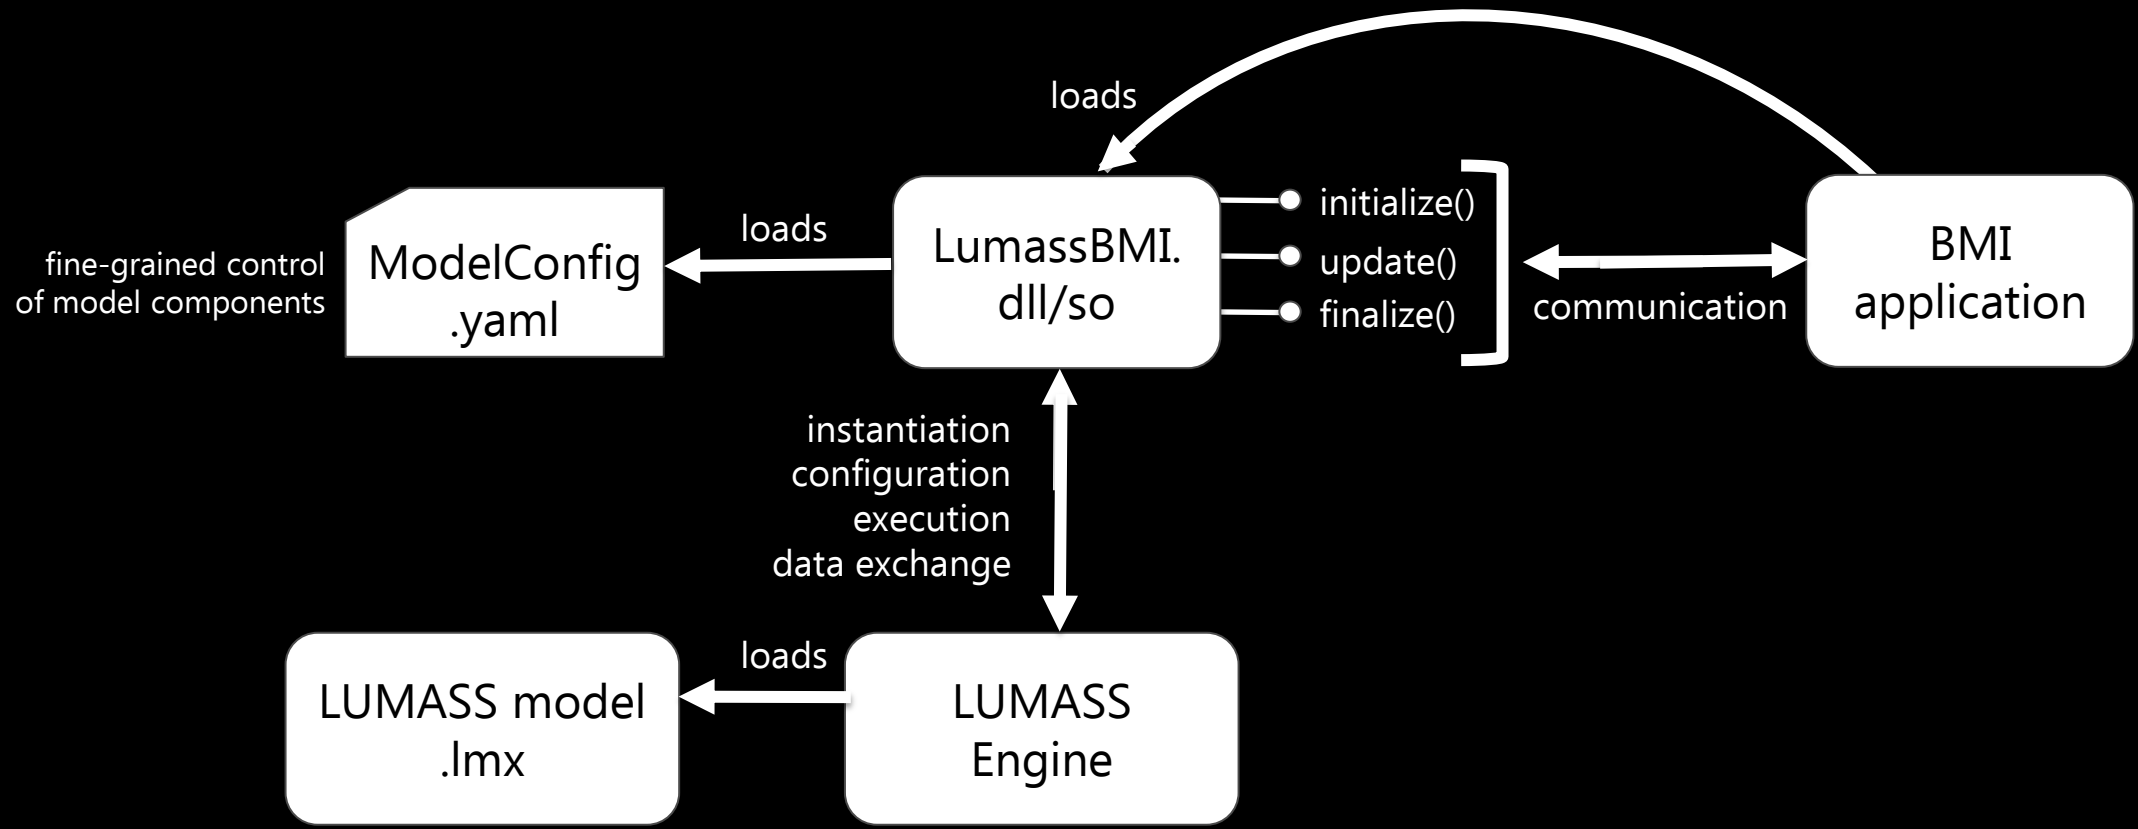 loads
fine-grained control
of model components
ModelConfig
.yaml
loads
LumassBMI.
dll/so
initialize()
update()
finalize()
communication
BMI
application
instantiation
configuration
execution
data exchange
LUMASS model
.lmx
loads
LUMASS
Engine